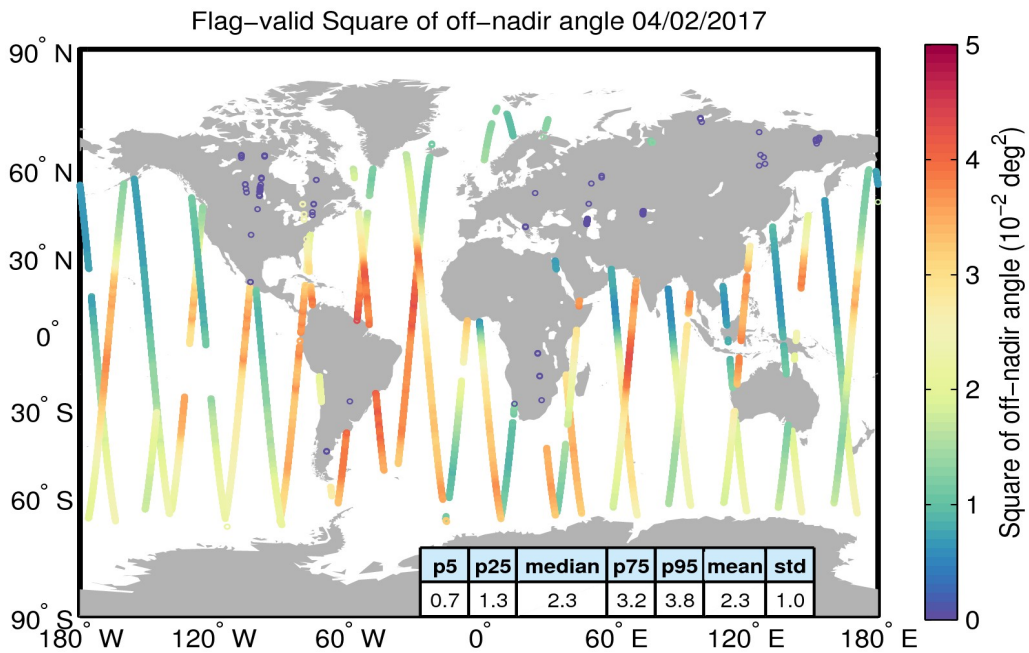 Flag-valid Square of off-nadir angle 04/02/2017
90° N
60° N
30° N
0°
30° S
60° S
90° S
180° W
120° W
60° W
0°
60° E
120° E
180° E
p5 p25 median p75 p95 mean std
0.7 1.3 2.3 3.2 3.8 2.3 1.0
5
4
3
2
1
0
Square of off-nadir angle (10⁻² deg²)